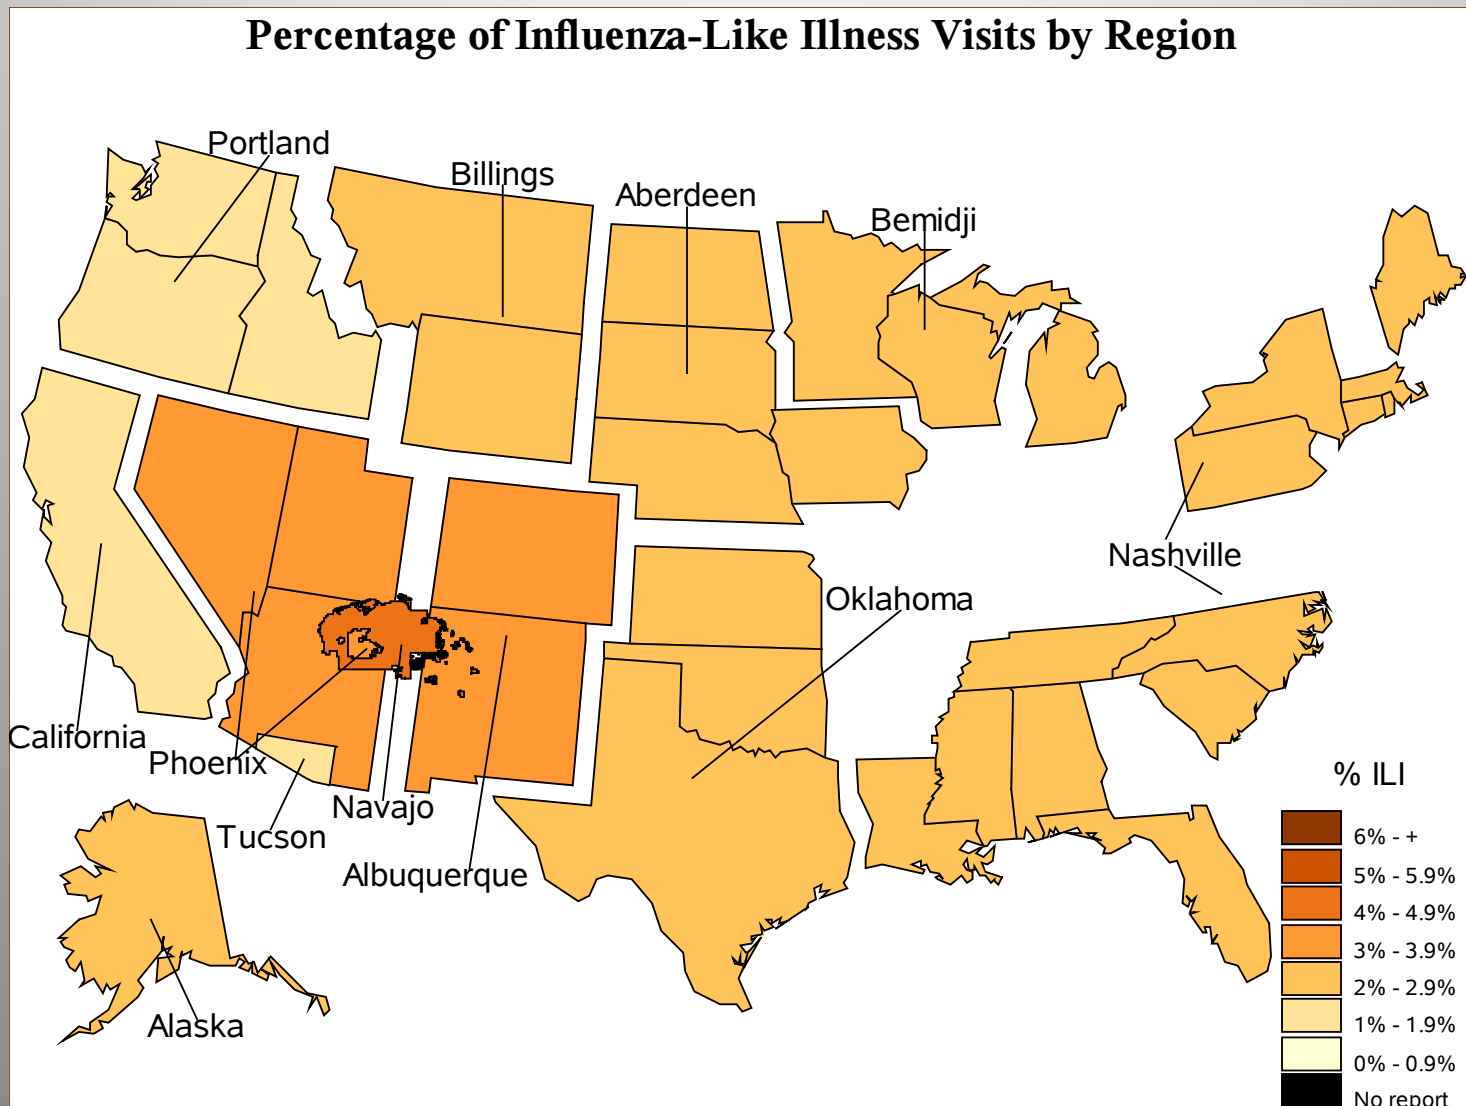 Percentage of Influenza-Like Illness Visits by Region
Portland
Billings
Aberdeen
Bemidji
Nashville
Oklahoma
California
Phoenix
Navajo
Tucson
Albuquerque
Alaska
% ILI
6% - +
5% - 5.9%
4% - 4.9%
3% - 3.9%
2% - 2.9%
1% - 1.9%
0% - 0.9%
No report